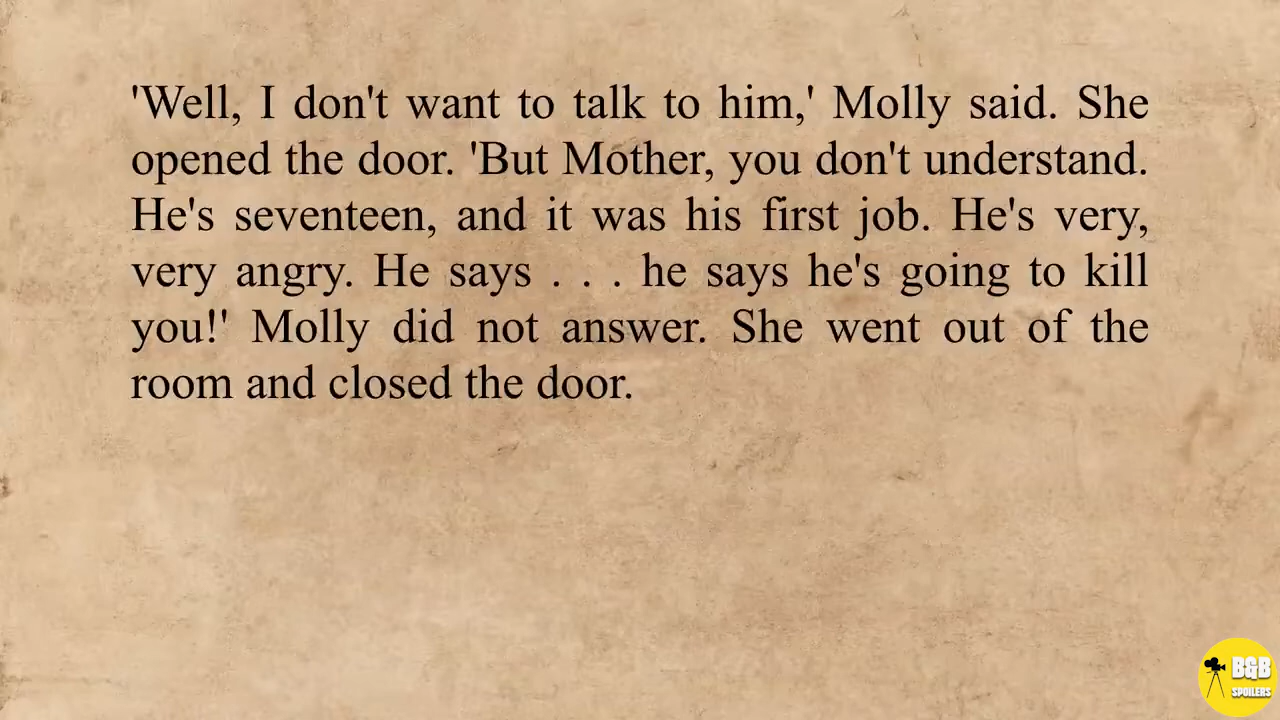 'Well, I don't want to talk to him,' Molly said. She
opened the door. 'But Mother, you don't understand.
He's seventeen, and it was his first job. He's very,
very angry. He says . . . he says he's going to kill
you!' Molly did not answer. She went out of the
room and closed the door.
B&B
SPOILERS